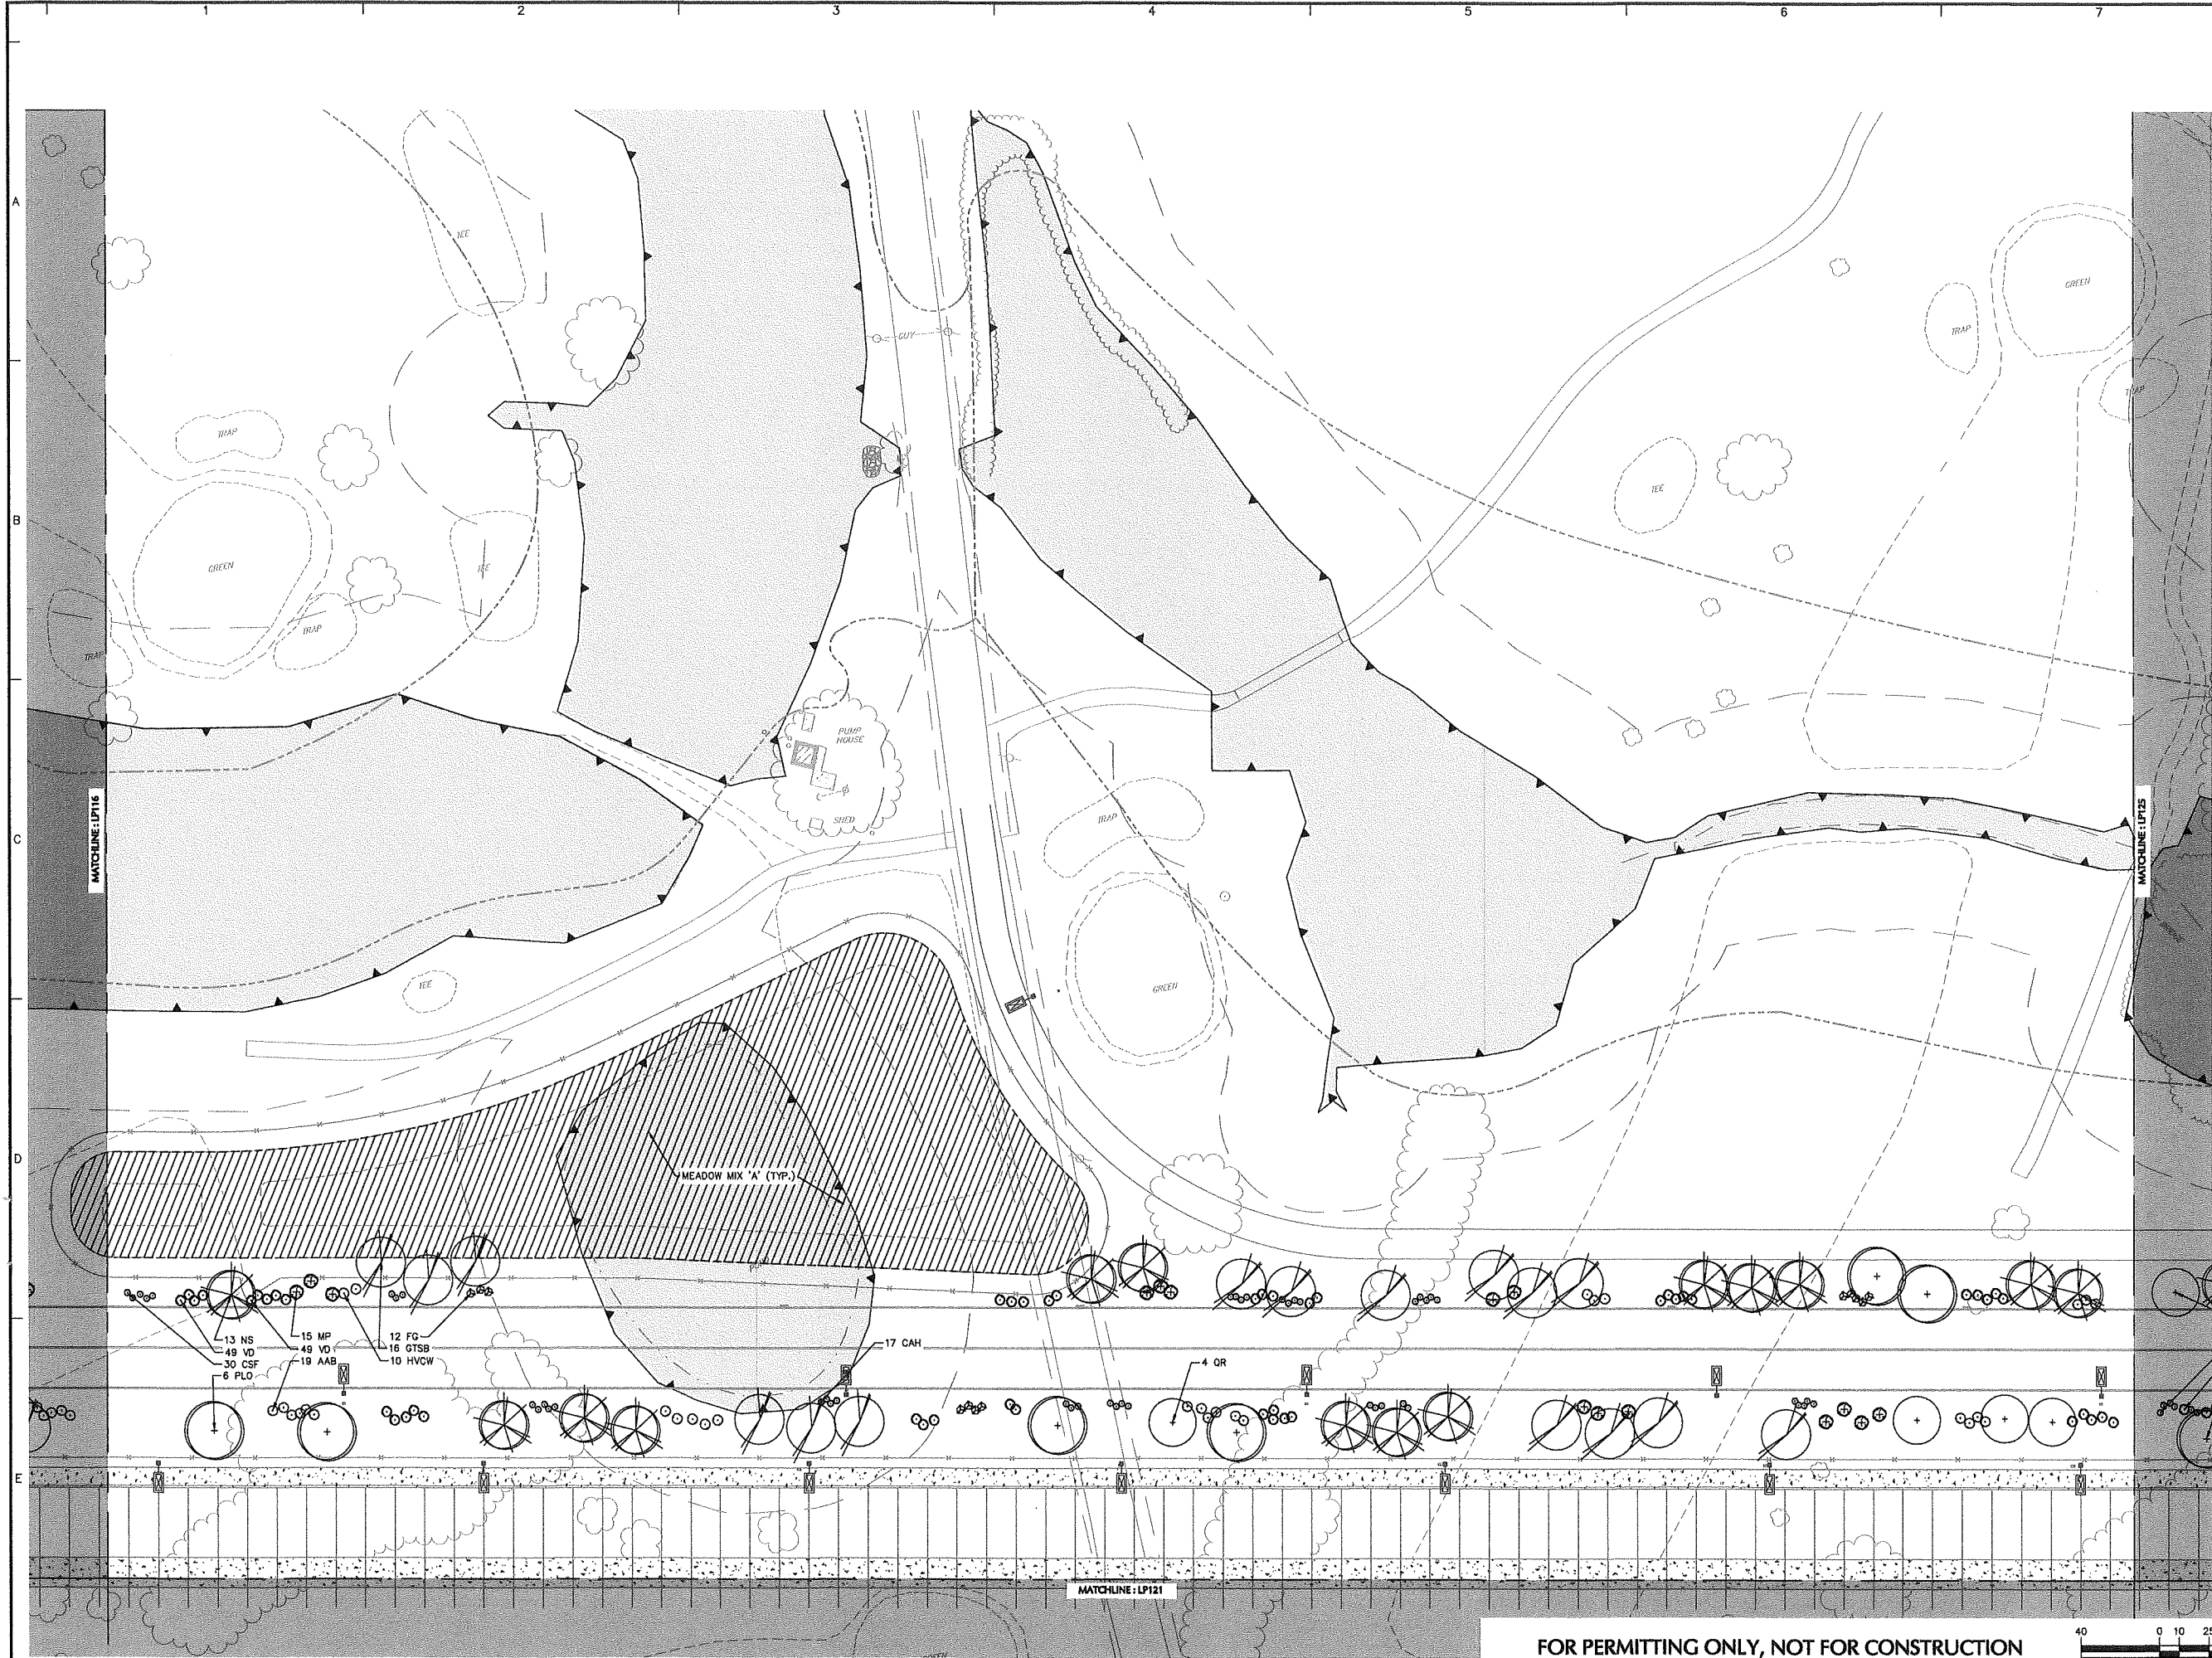 1 2 3 4 5 6 7
A
TEE
GREEN
TRAP
GUY
TRAP
TRAP
TEE
B
GREEN
TEE
TRAP
TRAP
PUMP
HOUSE
MATCHLINE : LP116
MATCHLINE : LP125
TRAP
SHED
C
TEE
GREEN
D
MEADOW MIX 'A' (TYP.)
13 NS
49 VD
30 CSF
6 PLO
15 MP
49 VD
19 AAB
12 FG
16 GTSB
10 HVCW
17 CAH
4 QR
E
MATCHLINE : LP121
GREEN
FOR PERMITTING ONLY, NOT FOR CONSTRUCTION
40 0 10 25